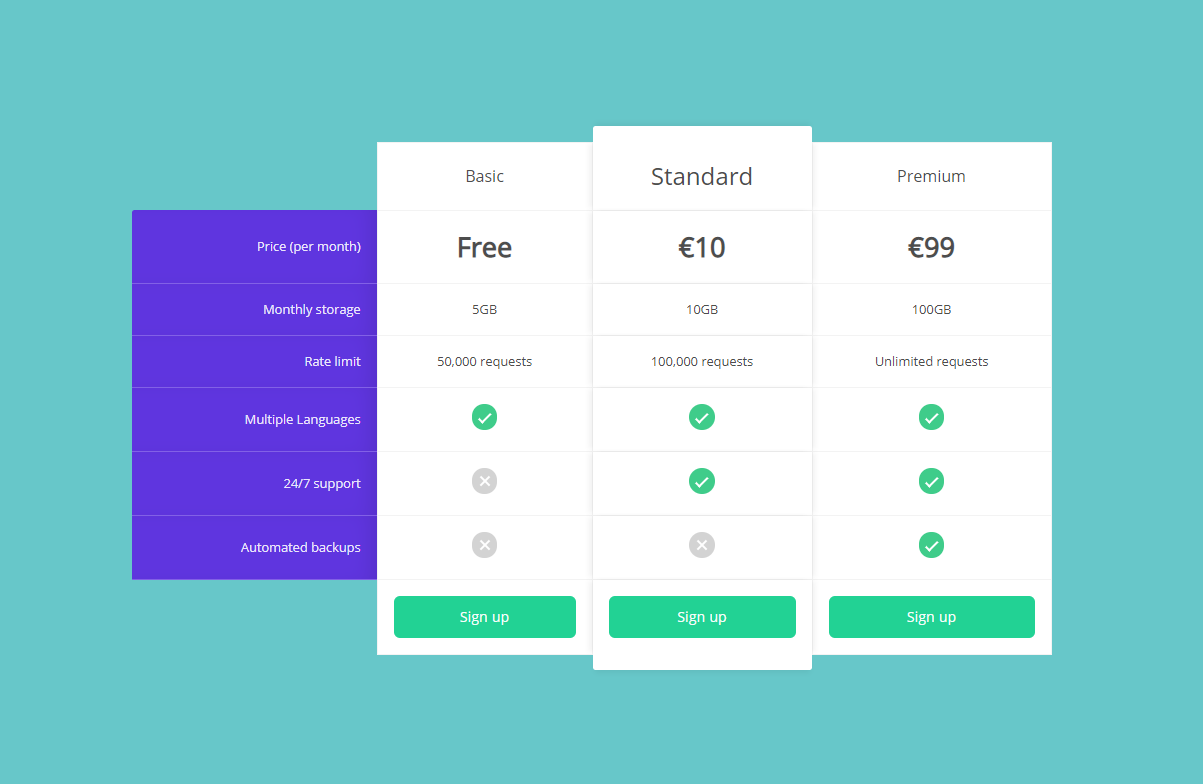 Basic Standard Premium
Price (per month) Free €10 €99
Monthly storage 5GB 10GB 100GB
Rate limit 50,000 requests 100,000 requests Unlimited requests
Multiple Languages
24/7 support
Automated backups
Sign up Sign up Sign up